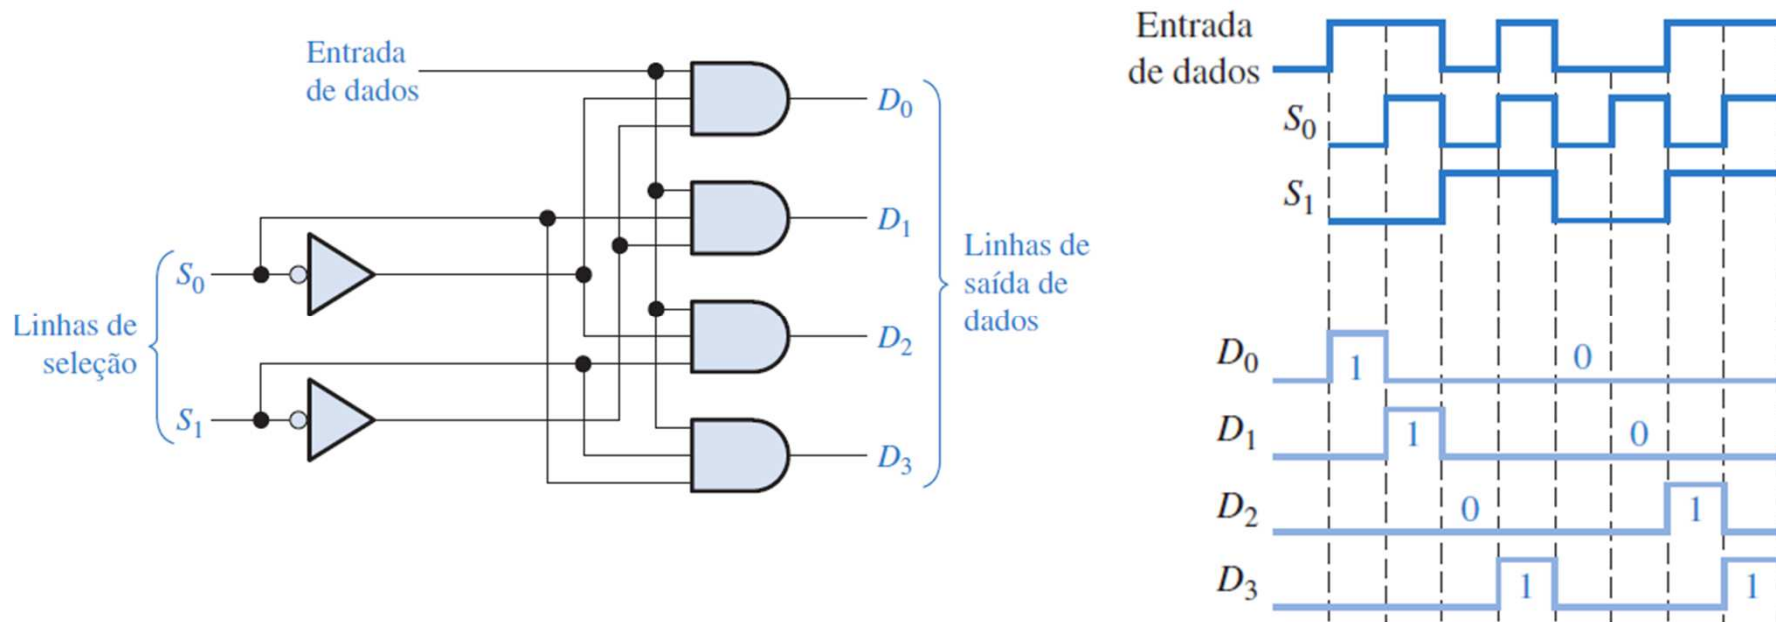 Entrada
de dados
D0
D1
D2
D3
S0
S1
Linhas de
seleção
Linhas de
saída de
dados
Entrada
de dados
S0
S1
D0
1
0
D1
1
0
D2
0
1
D3
1
1